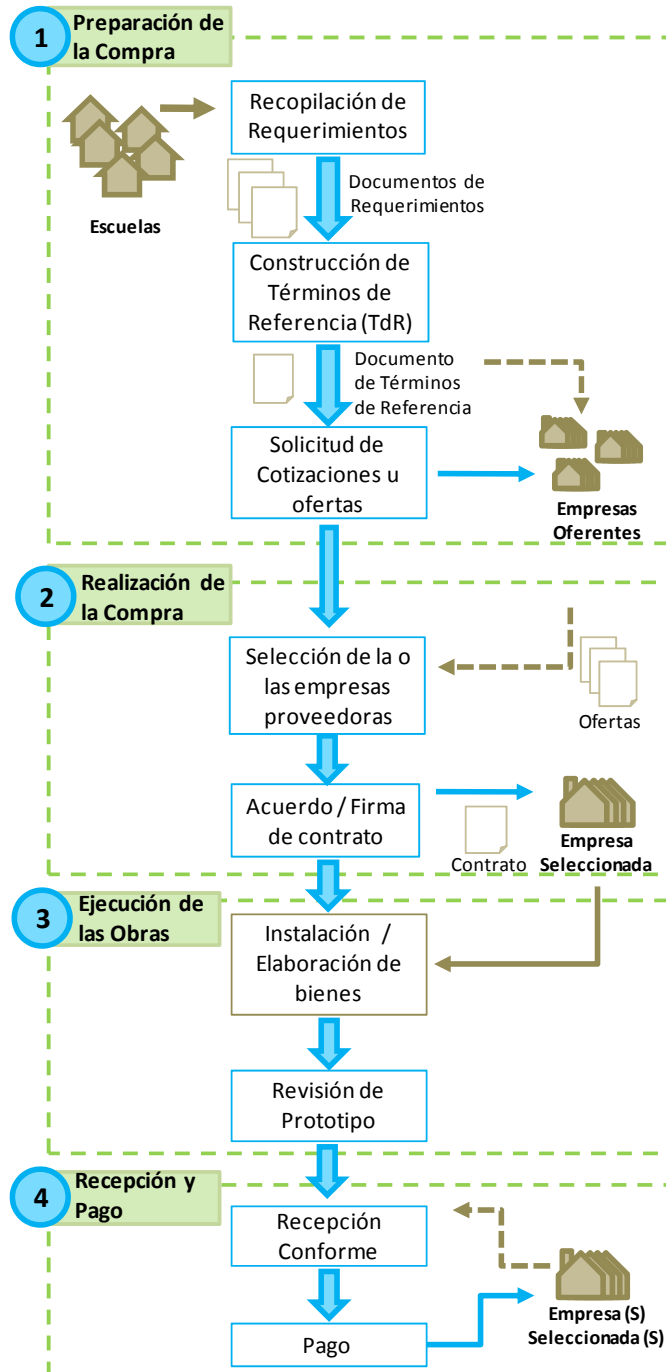 1
Preparación de
la Compra
Recopilación de
Requerimientos
Escuelas
Documentos de
Requerimientos
Construcción de
Términos de
Referencia (TdR)
Documento
de Términos
de Referencia
Solicitud de
Cotizaciones u
ofertas
Empresas
Oferentes
2
Realización de
la Compra
Selección de la o
las empresas
proveedoras
Ofertas
Acuerdo / Firma
de contrato
Contrato
Empresa
Seleccionada
3
Ejecución de
las Obras
Instalación /
Elaboración de
bienes
Revisión de
Prototipo
4
Recepción y
Pago
Recepción
Conforme
Empresa (S)
Seleccionada (S)
Pago